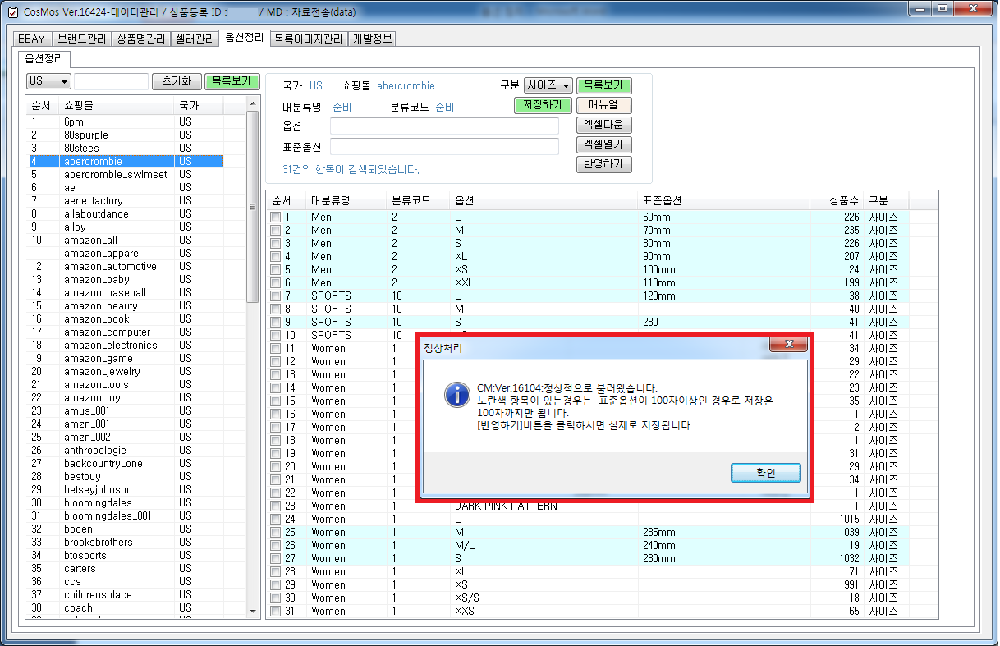 CosMos Ver.16424-데이터관리 / 상품등록 ID : / MD : 자료전송(data)
EBAY 브랜드관리 상품명관리 셀러관리 옵션정리 목록이미지관리 개발정보
옵션정리
US 초기화 목록보기
순서 쇼핑몰 국가
1 6pm US
2 80spurple US
3 80stees US
4 abercrombie US
5 abercrombie_swimset US
6 ae US
7 aerie_factory US
8 allaboutdance US
9 alloy US
10 amazon_all US
11 amazon_apparel US
12 amazon_automotive US
13 amazon_baby US
14 amazon_baseball US
15 amazon_beauty US
16 amazon_book US
17 amazon_computer US
18 amazon_electronics US
19 amazon_game US
20 amazon_jewelry US
21 amazon_tools US
22 amazon_toy US
23 amus_001 US
24 amzn_001 US
25 amzn_002 US
26 anthropologie US
27 backcountry_one US
28 bestbuy US
29 betseyjohnson US
30 bloomingdales US
31 bloomingdales_001 US
32 boden US
33 brooksbrothers US
34 btosports US
35 carters US
36 ccs US
37 childrensplace US
38 coach US
국가 US 쇼핑몰 abercrombie 구분 사이즈 목록보기
대분류명 준비 분류코드 준비 저장하기 매뉴얼
옵션 엑셀다운
표준옵션 엑셀열기
31건의 항목이 검색되었습니다. 반영하기
순서 대분류명 분류코드 옵션 표준옵션 상품수 구분
1 Men 2 L 60mm 226 사이즈
2 Men 2 M 70mm 235 사이즈
3 Men 2 S 80mm 226 사이즈
4 Men 2 XL 90mm 207 사이즈
5 Men 2 XS 100mm 24 사이즈
6 Men 2 XXL 110mm 199 사이즈
7 SPORTS 10 L 120mm 38 사이즈
8 SPORTS 10 M 40 사이즈
9 SPORTS 10 S 230 41 사이즈
10 SPORTS 10 41 사이즈
11 Women 1 34 사이즈
12 Women 1 29 사이즈
13 Women 1 22 사이즈
14 Women 1 23 사이즈
15 Women 1 35 사이즈
16 Women 1 1 사이즈
17 Women 1 2 사이즈
18 Women 1 1 사이즈
19 Women 1 31 사이즈
20 Women 1 29 사이즈
21 Women 1 34 사이즈
22 Women 1 1 사이즈
23 Women 1 DARK PINK PATTERN 1 사이즈
24 Women 1 L 1015 사이즈
25 Women 1 M 235mm 1039 사이즈
26 Women 1 M/L 240mm 19 사이즈
27 Women 1 S 230mm 1032 사이즈
28 Women 1 XL 71 사이즈
29 Women 1 XS 991 사이즈
30 Women 1 XS/S 18 사이즈
31 Women 1 XXS 65 사이즈
정상처리
CM:Ver.16104:정상적으로 불러왔습니다.
노란색 항목이 있는경우는 표준옵션이 100자이상인 경우로 저장은
100자까지만 됩니다.
[반영하기]버튼을 클릭하시면 실제로 저장됩니다.
확인